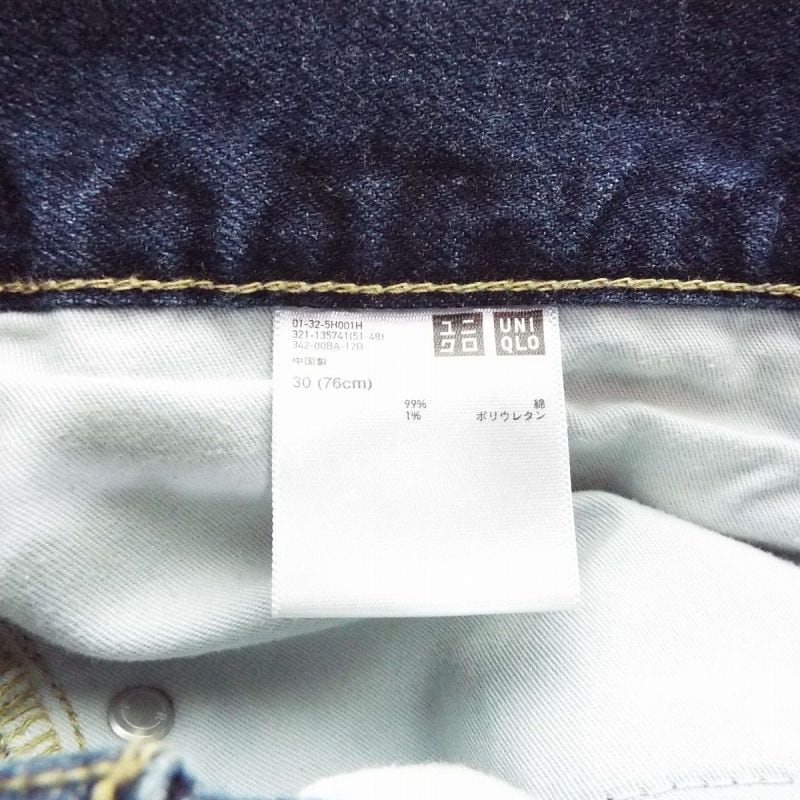 01-32-5H001H
321-135741(51-48)
342-00BA-17B
中国製
30 (76cm)
99% 綿
1% ポリウレタン
ユニ
クロ
UNI
QLO